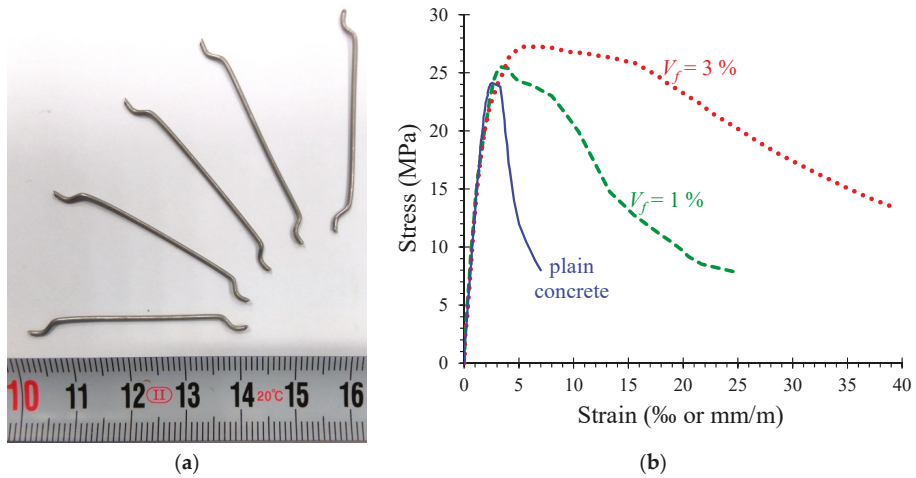 10 11 12 II 13 14 20°C 15 16
(a)
30
25
20
15
10
5
0
Stress (MPa)
V_f = 3 %
V_f = 1 %
plain
concrete
0 5 10 15 20 25 30 35 40
Strain (‰ or mm/m)
(b)